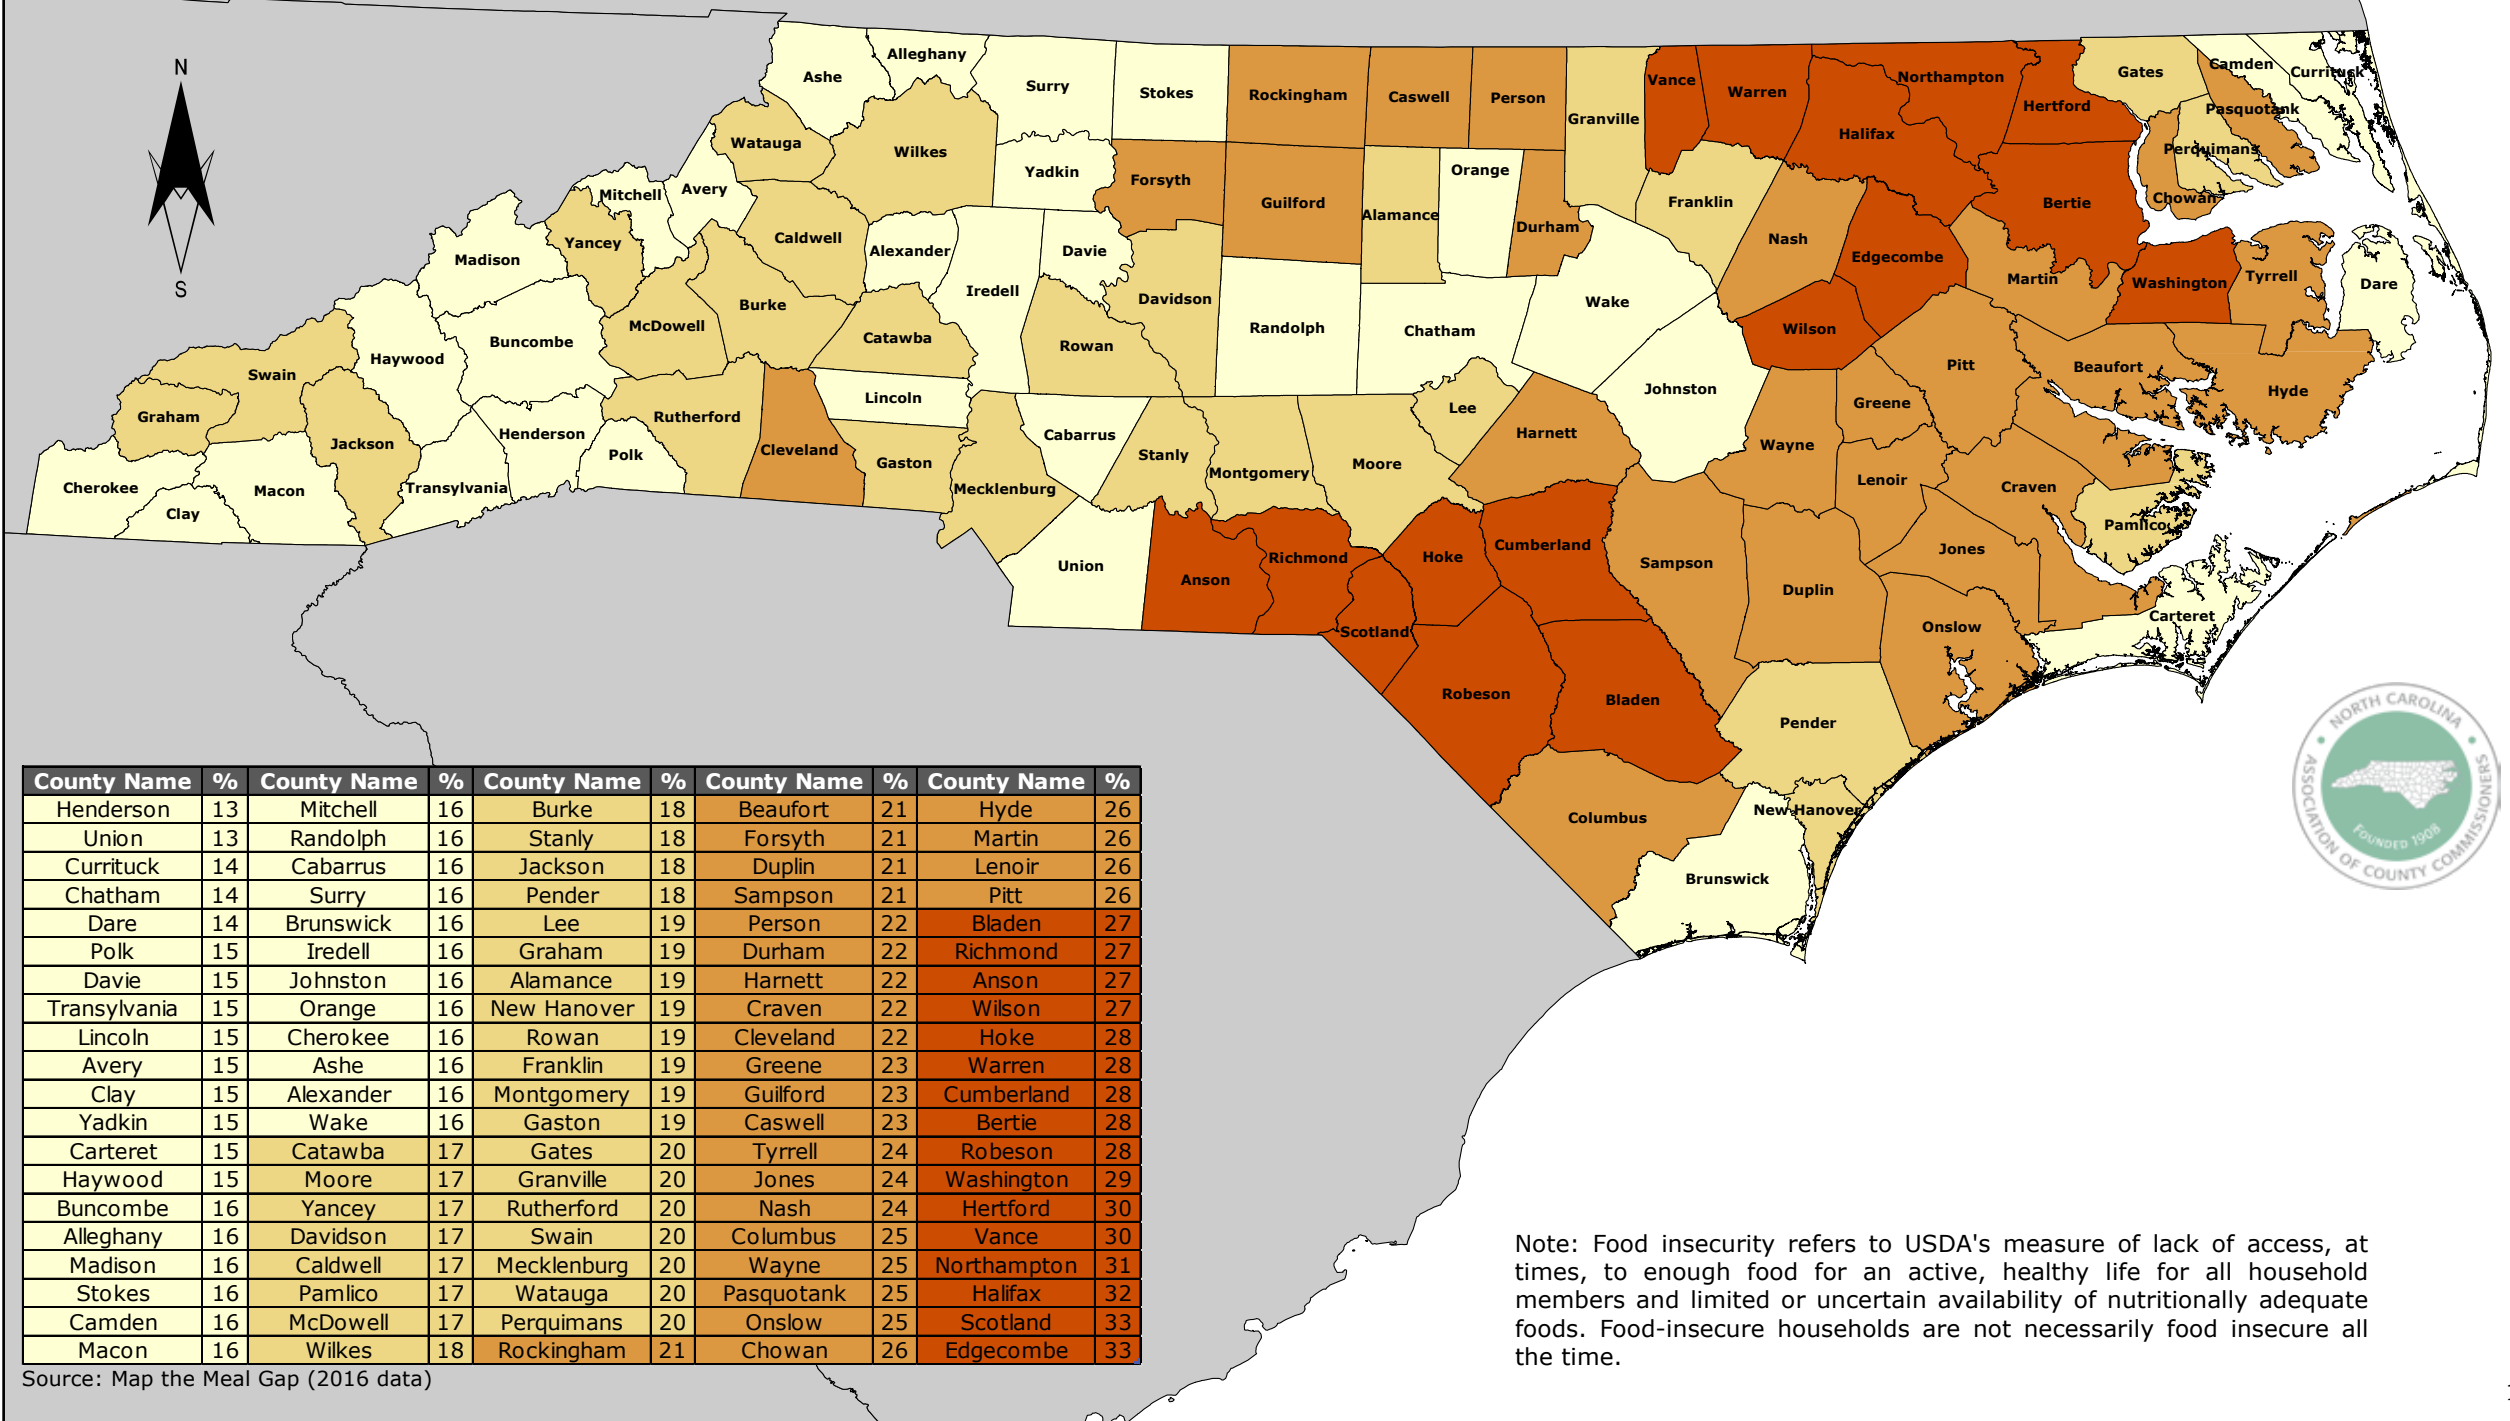 N
S
Ashe
Alleghany
Surry
Stokes
Rockingham
Caswell
Person
Granville
Vance
Warren
Northampton
Halifax
Hertford
Gates
Camden
Currituck
Pasquotank
Perquimans
Chowan
Bertie
Watauga
Wilkes
Yadkin
Forsyth
Guilford
Alamance
Orange
Durham
Franklin
Nash
Edgecombe
Martin
Washington
Tyrrell
Dare
Mitchell
Avery
Yancey
Caldwell
Alexander
Davie
Iredell
Davidson
Madison
Burke
McDowell
Catawba
Rowan
Randolph
Chatham
Wake
Johnston
Wilson
Pitt
Beaufort
Hyde
Buncombe
Haywood
Swain
Graham
Jackson
Rutherford
Lincoln
Cleveland
Gaston
Henderson
Polk
Transylvania
Cherokee
Clay
Macon
Mecklenburg
Cabarrus
Stanly
Montgomery
Moore
Lee
Harnett
Wayne
Greene
Lenoir
Craven
Pamlico
Jones
Union
Anson
Richmond
Scotland
Hoke
Cumberland
Sampson
Duplin
Onslow
Carteret
Robeson
Bladen
Pender
New Hanover
Columbus
Brunswick
NORTH CAROLINA
ASSOCIATION OF COUNTY COMMISSIONERS
FOUNDED 1908
County Name % County Name % County Name % County Name % County Name %
Henderson 13 Mitchell 16 Burke 18 Beaufort 21 Hyde 26
Union 13 Randolph 16 Stanly 18 Forsyth 21 Martin 26
Currituck 14 Cabarrus 16 Jackson 18 Duplin 21 Lenoir 26
Chatham 14 Surry 16 Pender 18 Sampson 21 Pitt 26
Dare 14 Brunswick 16 Lee 19 Person 22 Bladen 27
Polk 15 Iredell 16 Graham 19 Durham 22 Richmond 27
Davie 15 Johnston 16 Alamance 19 Harnett 22 Anson 27
Transylvania 15 Orange 16 New Hanover 19 Craven 22 Wilson 27
Lincoln 15 Cherokee 16 Rowan 19 Cleveland 22 Hoke 28
Avery 15 Ashe 16 Franklin 19 Greene 23 Warren 28
Clay 15 Alexander 16 Montgomery 19 Guilford 23 Cumberland 28
Yadkin 15 Wake 16 Gaston 19 Caswell 23 Bertie 28
Carteret 15 Catawba 17 Gates 20 Tyrrell 24 Robeson 28
Haywood 15 Moore 17 Granville 20 Jones 24 Washington 29
Buncombe 16 Yancey 17 Rutherford 20 Nash 24 Hertford 30
Alleghany 16 Davidson 17 Swain 20 Columbus 25 Vance 30
Madison 16 Caldwell 17 Mecklenburg 20 Wayne 25 Northampton 31
Stokes 16 Pamlico 17 Watauga 20 Pasquotank 25 Halifax 32
Camden 16 McDowell 17 Perquimans 20 Onslow 25 Scotland 33
Macon 16 Wilkes 18 Rockingham 21 Chowan 26 Edgecombe 33
Source: Map the Meal Gap (2016 data)
Note: Food insecurity refers to USDA's measure of lack of access, at
times, to enough food for an active, healthy life for all household
members and limited or uncertain availability of nutritionally adequate
foods. Food-insecure households are not necessarily food insecure all
the time.